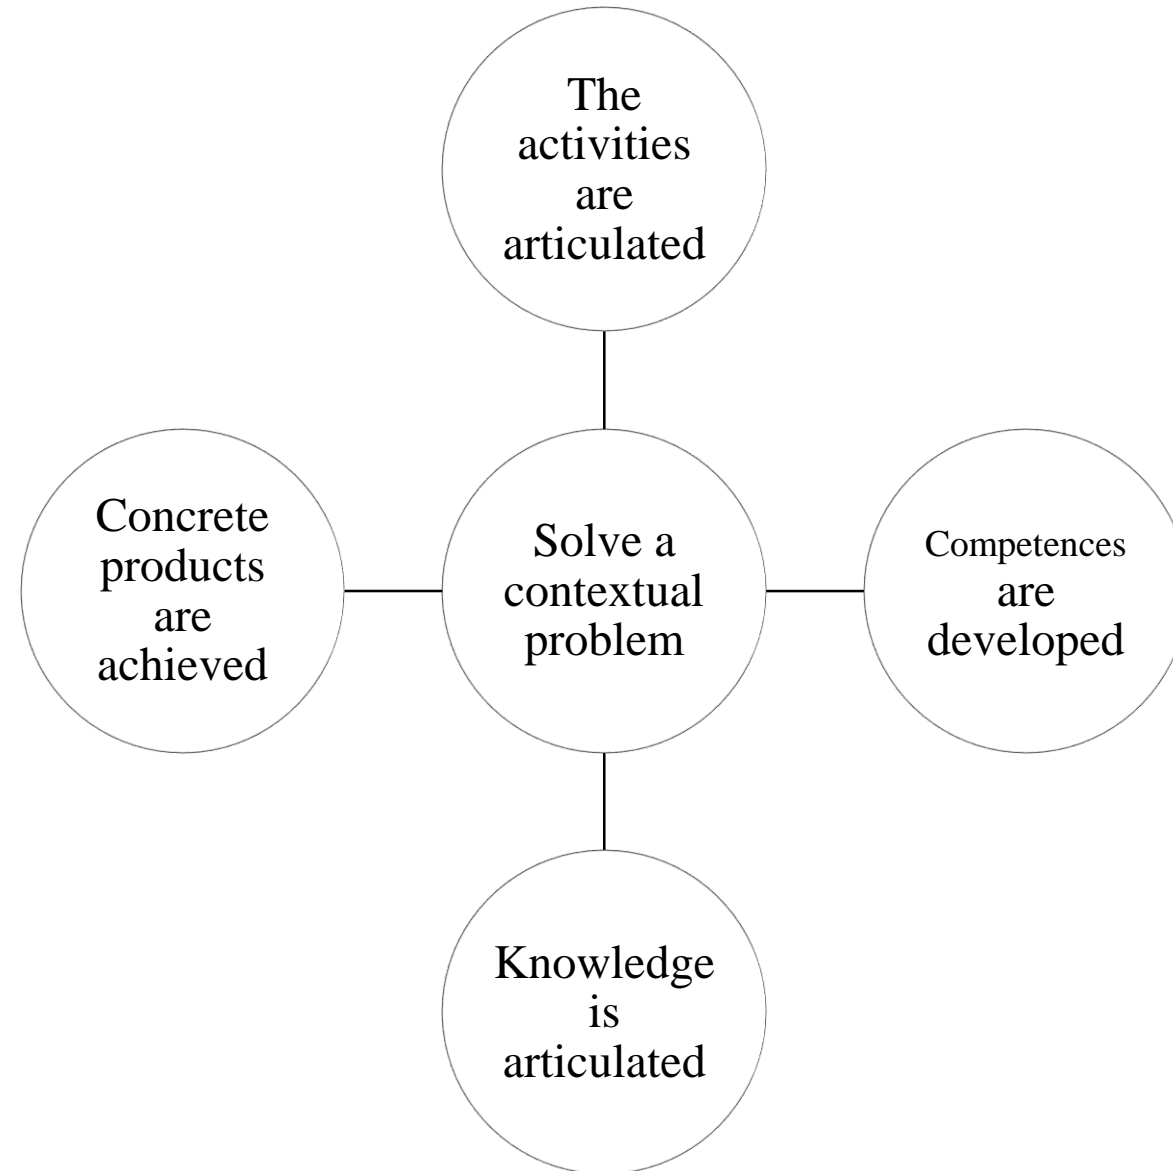 The
activities
are
articulated
Concrete
products
are
achieved
Solve a
contextual
problem
Competences
are
developed
Knowledge
is
articulated